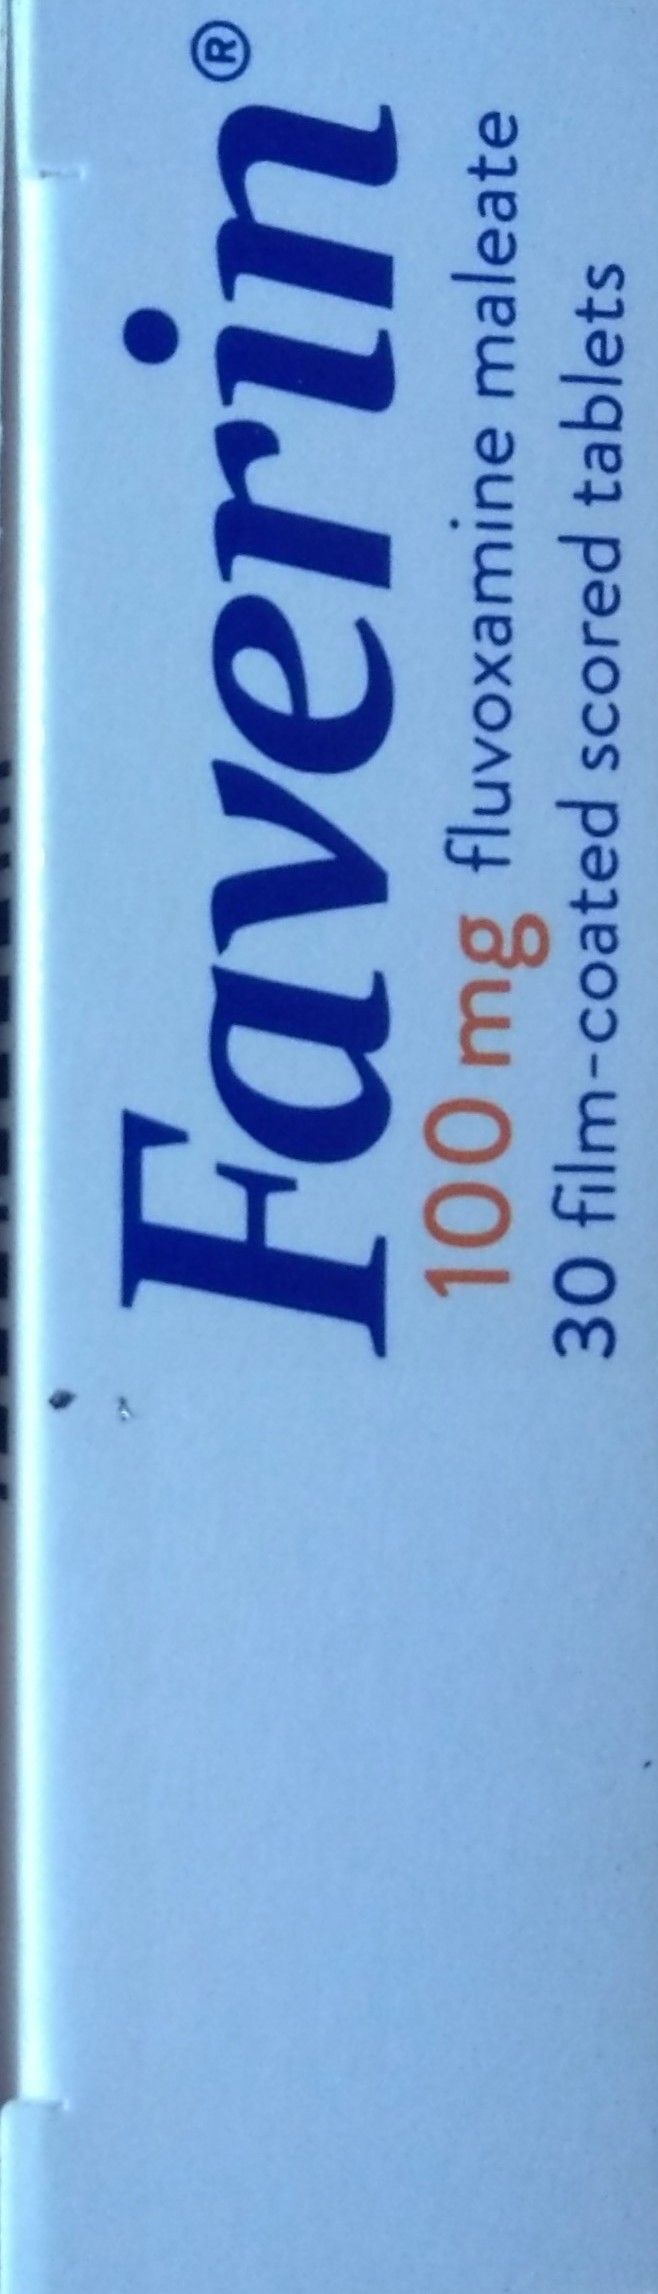 Faverin®
100 mg fluvoxamine maleate
30 film-coated scored tablets